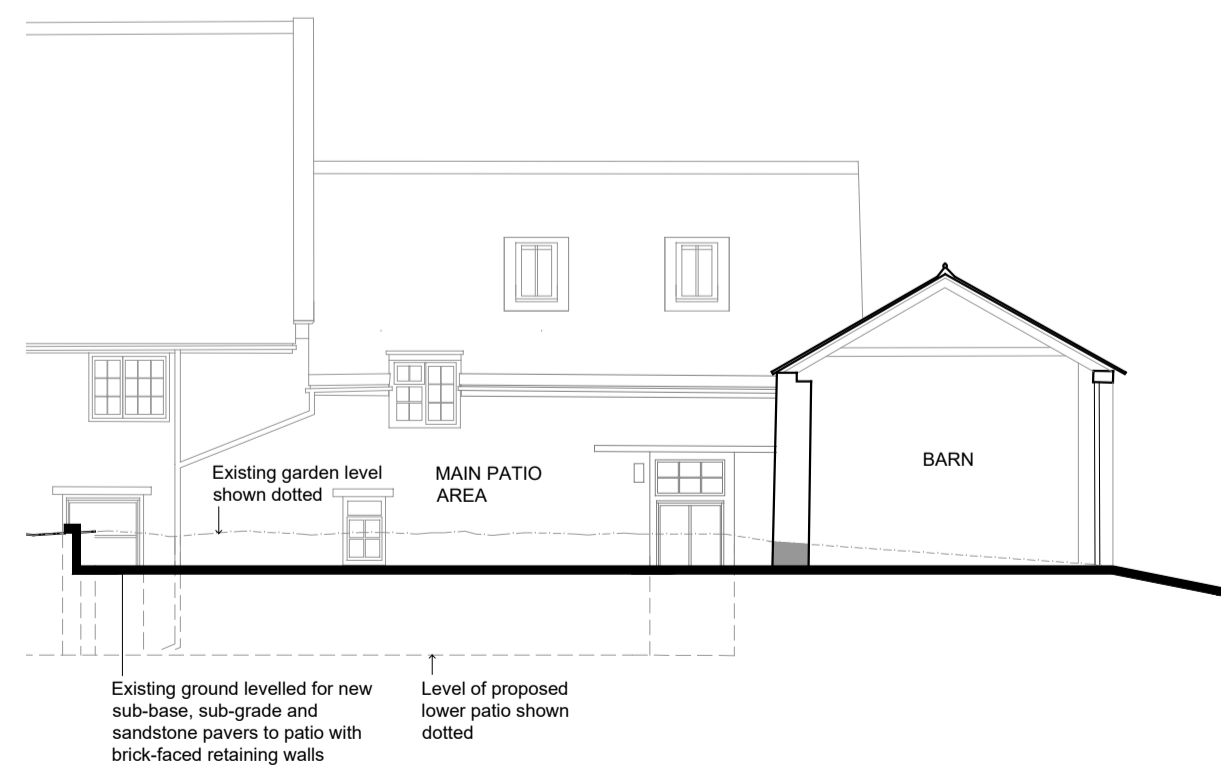 Existing garden level
shown dotted
MAIN PATIO
AREA
BARN
Existing ground levelled for new
sub-base, sub-grade and
sandstone pavers to patio with
brick-faced retaining walls
Level of proposed
lower patio shown
dotted